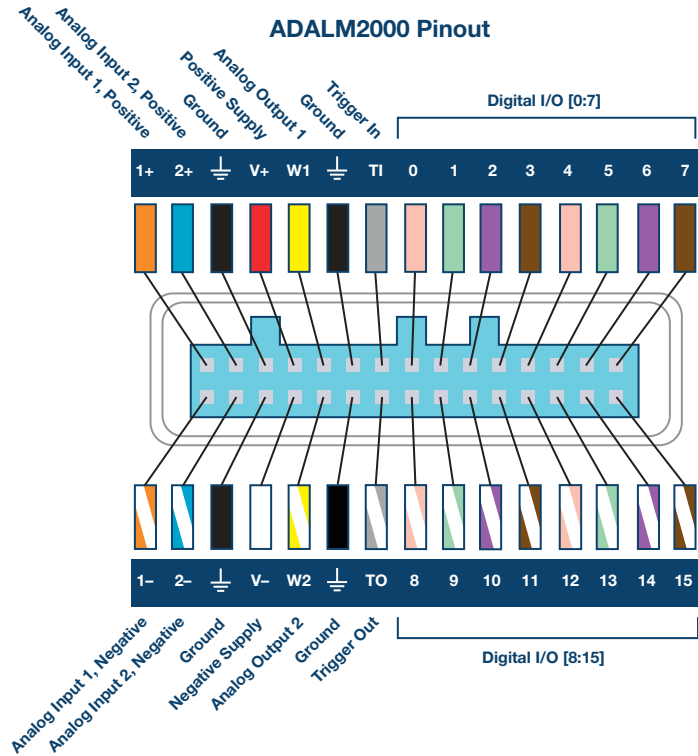 ADALM2000 Pinout
Analog Input 1, Positive
Analog Input 2, Positive
Ground
Positive Supply
Analog Output 1
Ground
Trigger In
Digital I/O [0:7]
1+ 2+ V+ W1 TI 0 1 2 3 4 5 6 7
1– 2– V– W2 TO 8 9 10 11 12 13 14 15
Analog Input 1, Negative
Analog Input 2, Negative
Ground
Negative Supply
Analog Output 2
Ground
Trigger Out
Digital I/O [8:15]